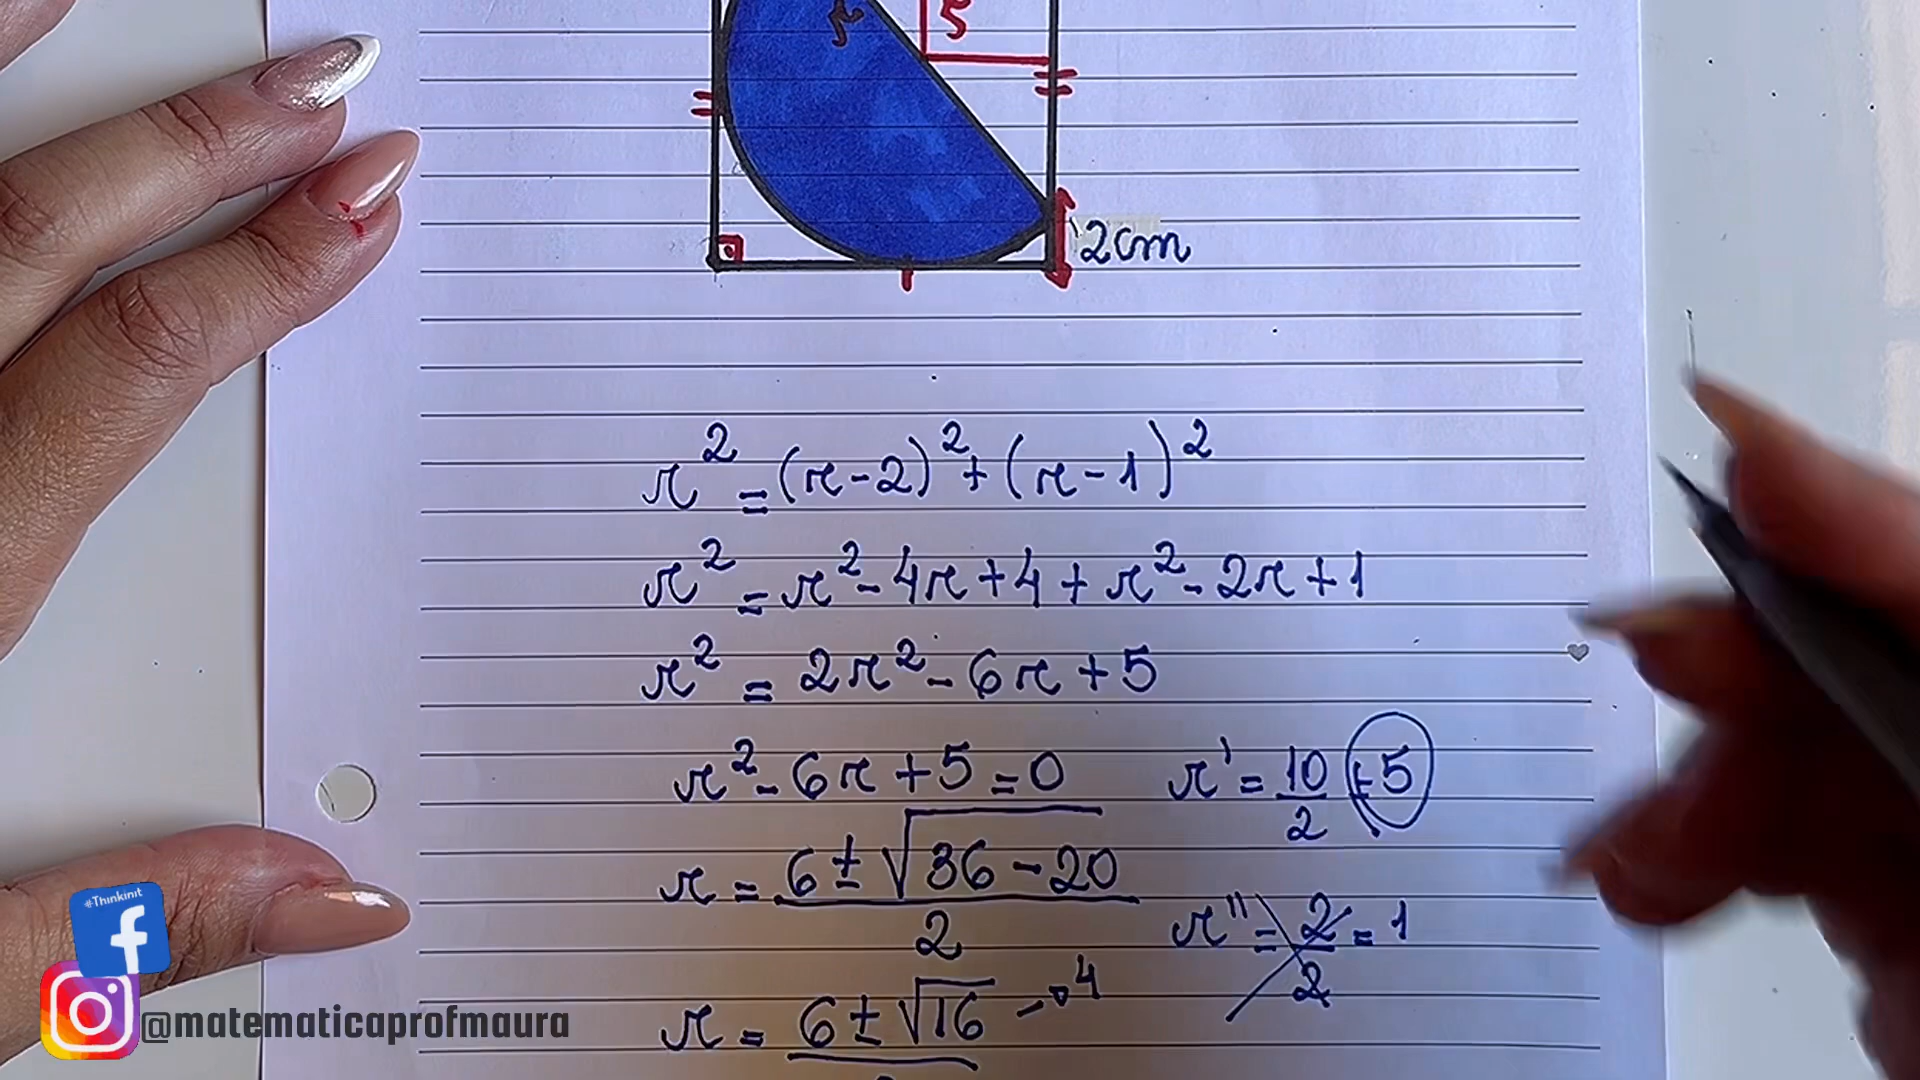 r 5
2cm
r² = (r-2)² + (r-1)²
r² = r² - 4r + 4 + r² - 2r + 1
r² = 2r² - 6r + 5
r² - 6r + 5 = 0 r' = 10/2 = 5
r = 6 ± √36 - 20 / 2 r'' = 2/2 = 1
r = 6 ± √16 → 4
#Thinkinit
f
@matematicaprofmaura